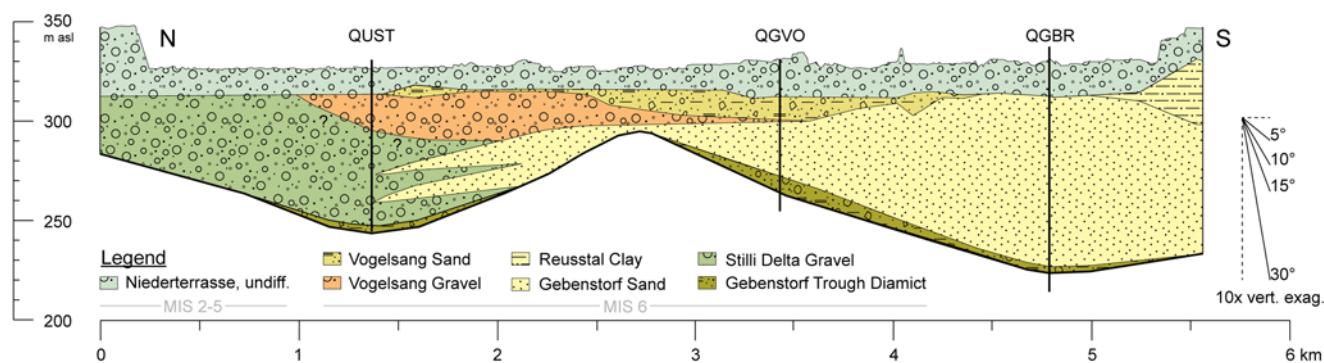 350
m asl
N
QUST
QGVO
QGBR
S
300
?
?
5°
10°
15°
250
Legend
Vogelsang Sand
Reusstal Clay
Stilli Delta Gravel
Niederterrasse, undiff.
Vogelsang Gravel
Gebenstorf Sand
Gebenstorf Trough Diamict
30°
MIS 2-5
MIS 6
10x vert. exag.
200
0
1
2
3
4
5
6 km